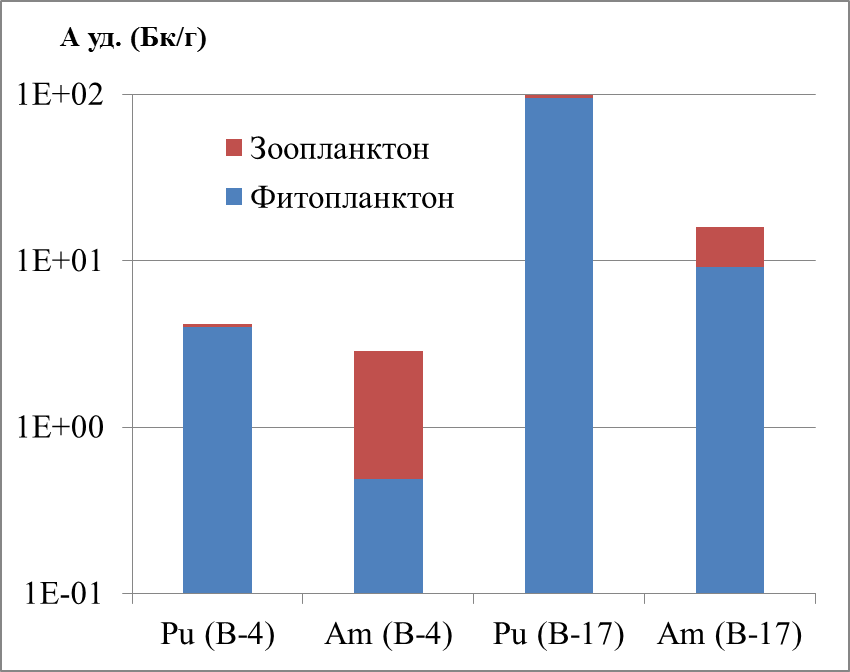 А уд. (Бк/г)
1E+02
1E+01
1E+00
1E-01
Зоопланктон
Фитопланктон
Pu (В-4)
Am (В-4)
Pu (В-17)
Am (В-17)